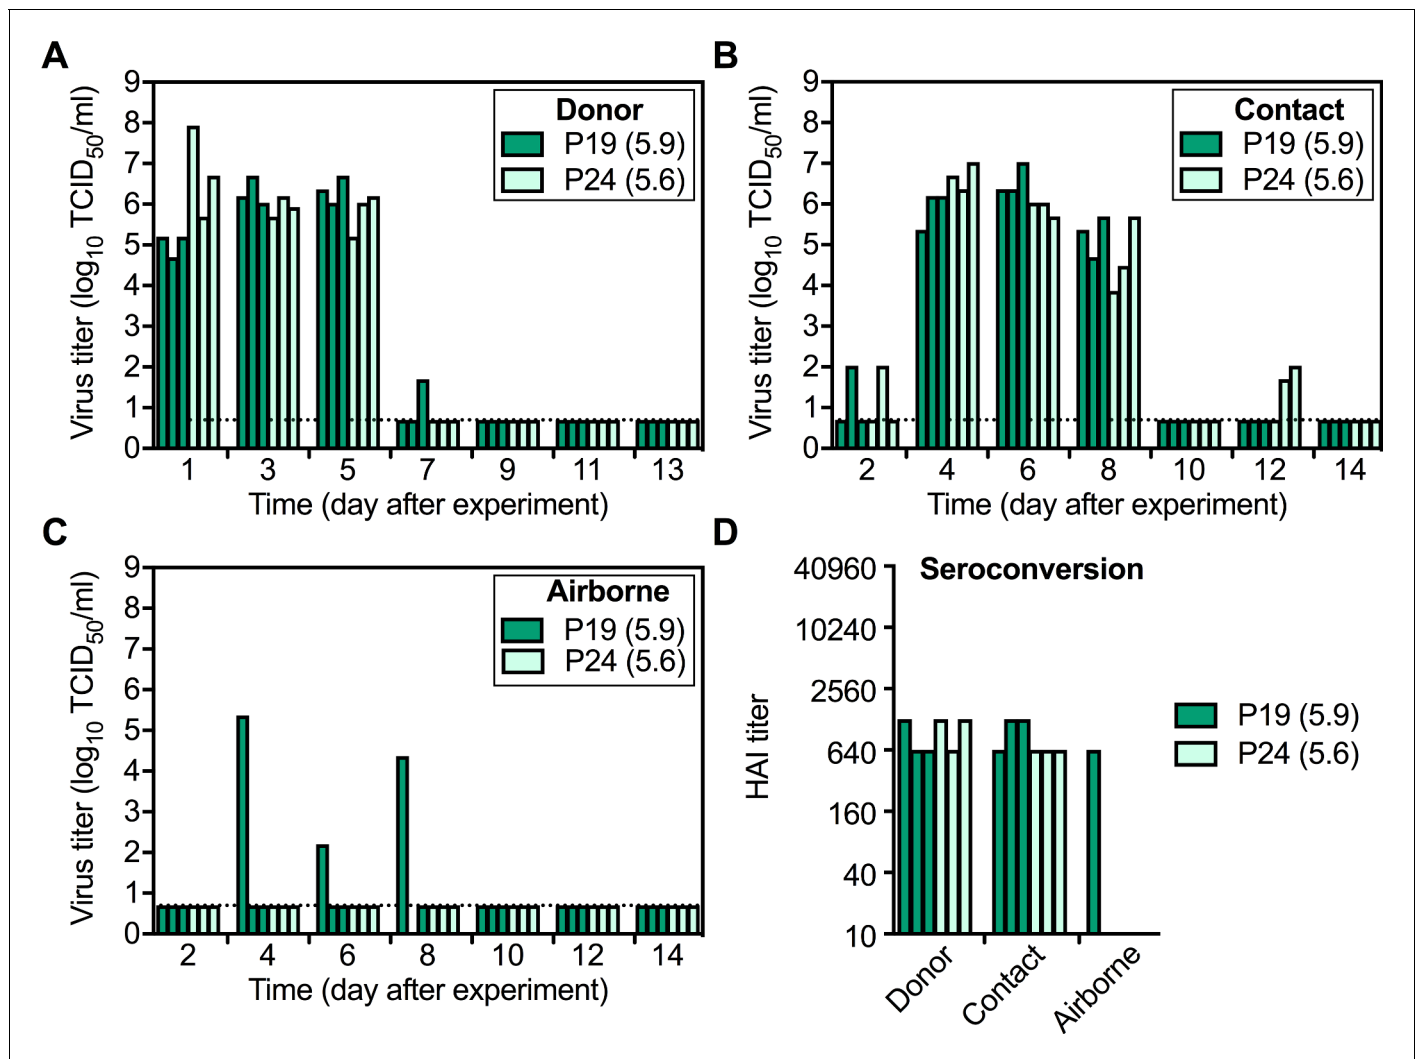 A
Virus titer (log10 TCID50/ml)
9
8
7
6
5
4
3
2
1
0
Donor
P19 (5.9)
P24 (5.6)
1 3 5 7 9 11 13
Time (day after experiment)
B
Virus titer (log10 TCID50/ml)
9
8
7
6
5
4
3
2
1
0
Contact
P19 (5.9)
P24 (5.6)
2 4 6 8 10 12 14
Time (day after experiment)
C
Virus titer (log10 TCID50/ml)
9
8
7
6
5
4
3
2
1
0
Airborne
P19 (5.9)
P24 (5.6)
2 4 6 8 10 12 14
Time (day after experiment)
D
Seroconversion
HAI titer
40960
10240
2560
640
160
40
10
P19 (5.9)
P24 (5.6)
Donor
Contact
Airborne